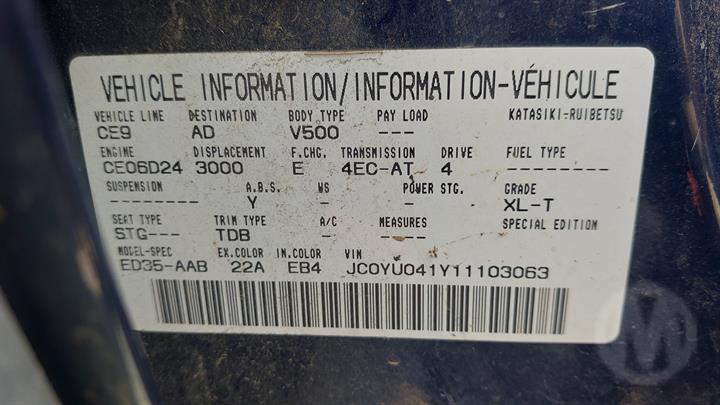 VEHICLE INFORMATION/INFORMATION-VÉHICULE
VEHICLE LINE DESTINATION BODY TYPE PAY LOAD KATASIKI-RUIBETSU
CE9 AD V500 ---
ENGINE DISPLACEMENT F.CHG. TRANSMISSION DRIVE FUEL TYPE
CE06D24 3000 E 4EC-AT 4 --------
SUSPENSION A.B.S. WS POWER STG. GRADE
-------- Y - - XL-T
SEAT TYPE TRIM TYPE A/C MEASURES SPECIAL EDITION
STG--- TDB - ----
MODEL-SPEC EX.COLOR IN.COLOR VIN
ED35-AAB 22A EB4 JC0YU041Y11103063
M